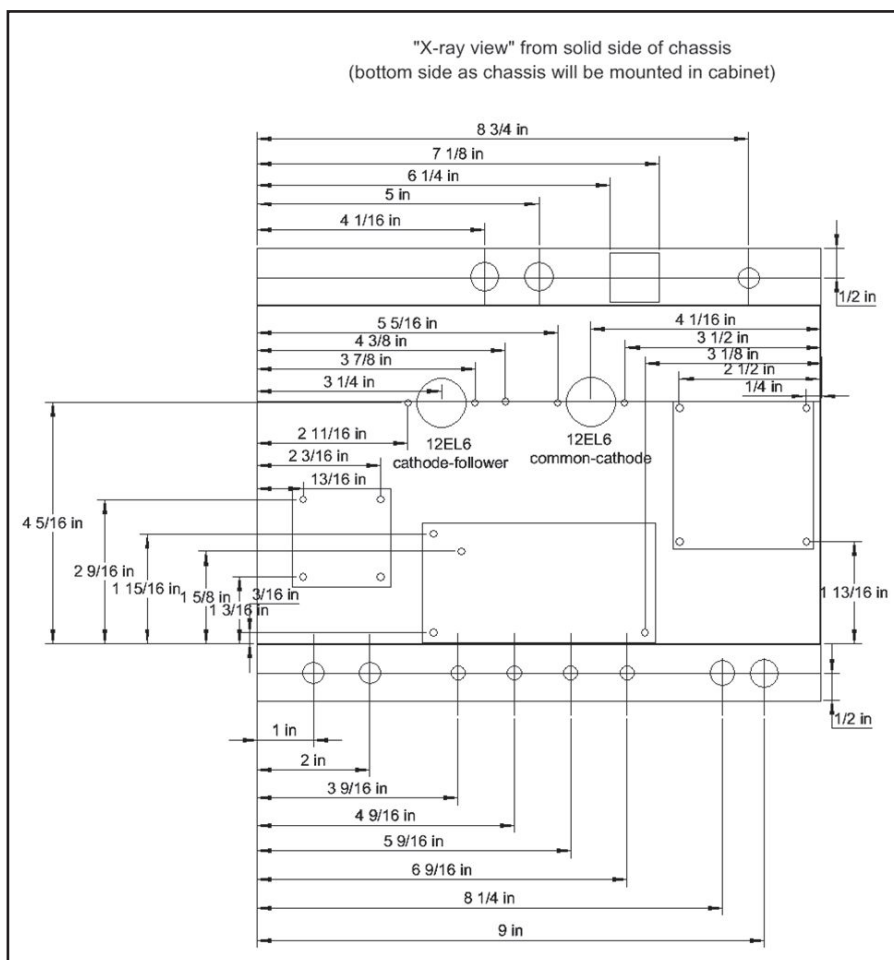 "X-ray view" from solid side of chassis
(bottom side as chassis will be mounted in cabinet)
8 3/4 in
7 1/8 in
6 1/4 in
5 in
4 1/16 in
1/2 in
5 5/16 in
4 1/16 in
4 3/8 in
3 1/2 in
3 7/8 in
3 1/8 in
3 1/4 in
2 1/2 in
1/4 in
12EL6
cathode-follower
12EL6
common-cathode
2 11/16 in
2 3/16 in
13/16 in
4 5/16 in
2 9/16 in
1 15/16 in
1 5/8 in
1 3/16 in
3/16 in
1 13/16 in
1/2 in
1 in
2 in
3 9/16 in
4 9/16 in
5 9/16 in
6 9/16 in
8 1/4 in
9 in